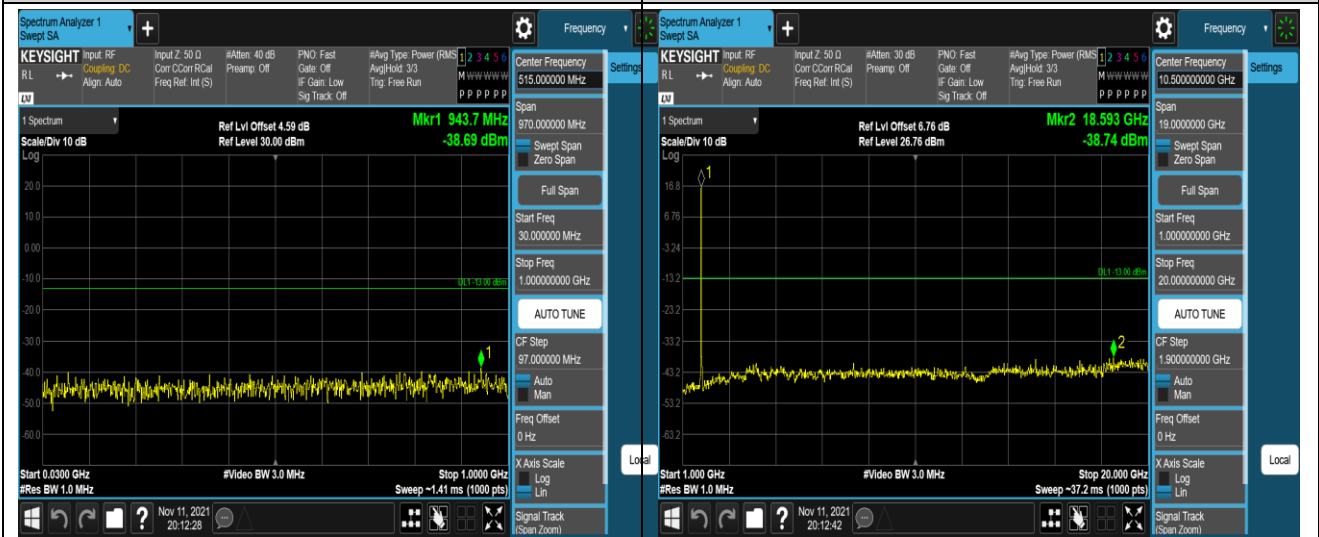 Spectrum Analyzer 1
Swept SA
+
Frequency
KEYSIGHT
Input: RF
Coupling: DC
Align: Auto
Input Z: 50 Ω
Corr CCorr RCal
Freq Ref: Int (S)
#Atten: 40 dB
Preamp: Off
PNO: Fast
Gate: Off
IF Gain: Low
Sig Track: Off
#Avg Type: Power (RMS
Avg|Hold: 3/3
Trig: Free Run
1 2 3 4 5 6
M W W W W W
P P P P P P
RL
LXI
1 Spectrum
Scale/Div 10 dB
Log
Ref Lvl Offset 4.59 dB
Ref Level 30.00 dBm
Mkr1 943.7 MHz
-38.69 dBm
20.0
10.0
0.00
-10.0
-20.0
-30.0
-40.0
-50.0
-60.0
DL1 -13.00 dBm
1
Start 0.0300 GHz
#Res BW 1.0 MHz
#Video BW 3.0 MHz
Stop 1.0000 GHz
Sweep ~1.41 ms (1000 pts)
?
Nov 11, 2021
20:12:28
Center Frequency
515.000000 MHz
Settings
Span
970.000000 MHz
Swept Span
Zero Span
Full Span
Start Freq
30.000000 MHz
Stop Freq
1.000000000 GHz
AUTO TUNE
CF Step
97.000000 MHz
Auto
Man
Freq Offset
0 Hz
X Axis Scale
Log
Lin
Local
Signal Track
(Span Zoom)
Spectrum Analyzer 1
Swept SA
+
Frequency
KEYSIGHT
Input: RF
Coupling: DC
Align: Auto
Input Z: 50 Ω
Corr CCorr RCal
Freq Ref: Int (S)
#Atten: 30 dB
Preamp: Off
PNO: Fast
Gate: Off
IF Gain: Low
Sig Track: Off
#Avg Type: Power (RMS
Avg|Hold: 3/3
Trig: Free Run
1 2 3 4 5 6
M W W W W W
P P P P P P
RL
LXI
1 Spectrum
Scale/Div 10 dB
Log
Ref Lvl Offset 6.76 dB
Ref Level 26.76 dBm
Mkr2 18.593 GHz
-38.74 dBm
16.8
6.76
-3.24
-13.2
-23.2
-33.2
-43.2
-53.2
-63.2
1
DL1 -13.00 dBm
2
Start 1.000 GHz
#Res BW 1.0 MHz
#Video BW 3.0 MHz
Stop 20.000 GHz
Sweep ~37.2 ms (1000 pts)
?
Nov 11, 2021
20:12:42
Center Frequency
10.500000000 GHz
Settings
Span
19.0000000 GHz
Swept Span
Zero Span
Full Span
Start Freq
1.000000000 GHz
Stop Freq
20.000000000 GHz
AUTO TUNE
CF Step
1.900000000 GHz
Auto
Man
Freq Offset
0 Hz
X Axis Scale
Log
Lin
Local
Signal Track
(Span Zoom)